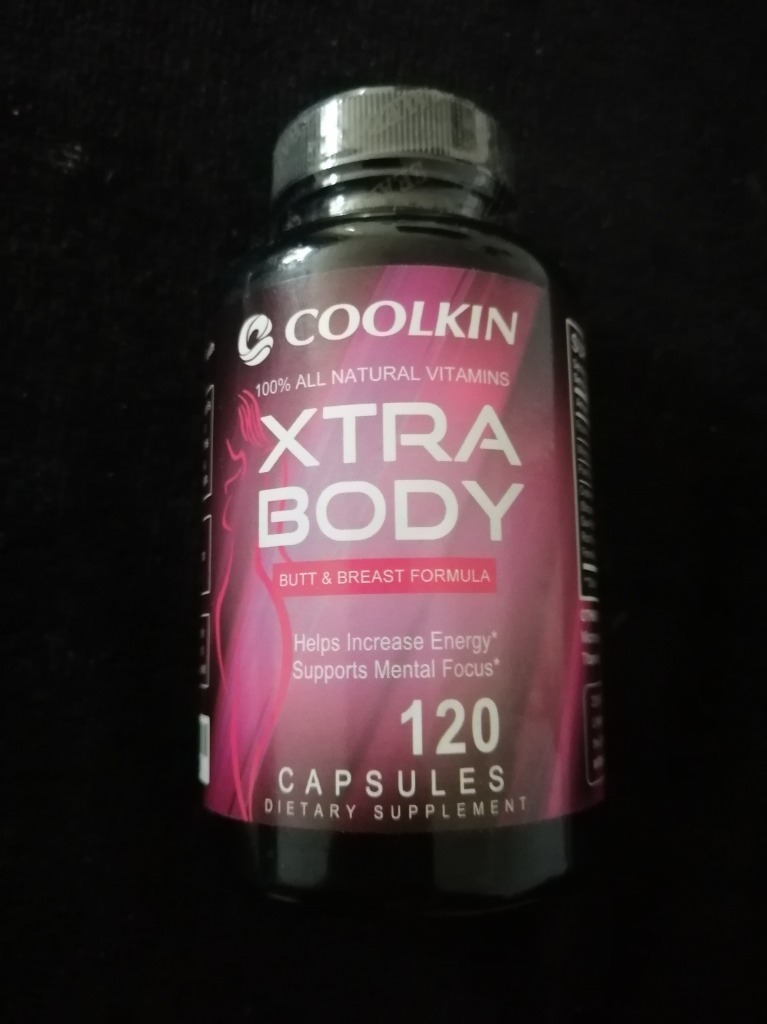 COOLKIN
100% ALL NATURAL VITAMINS
XTRA
BODY
BUTT & BREAST FORMULA
Helps Increase Energy*
Supports Mental Focus*
120
CAPSULES
DIETARY SUPPLEMENT